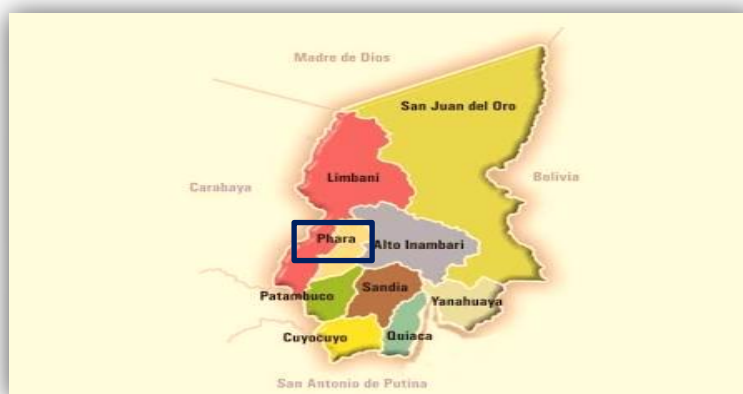 Madre de Dios
San Juan del Oro
Limbani
Bolivia
Carabaya
Phara
Alto Inambari
Sandia
Patambuco
Yanahuaya
Cuyocuyo
Quiaca
San Antonio de Putina